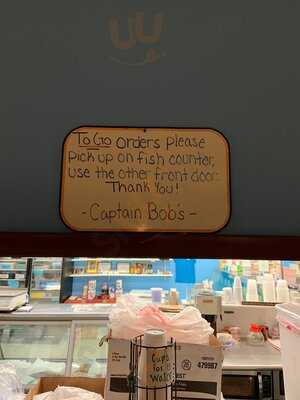 To Go orders please
pick up on fish counter,
use the other front door.
Thank You!
- Captain Bob's -
Cups
for
Water
479987